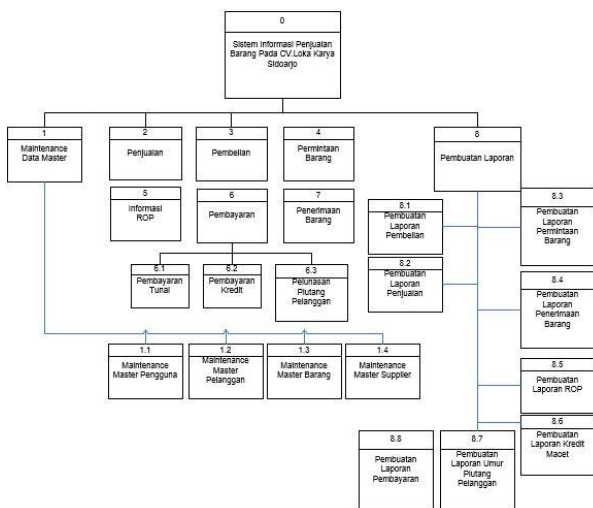 0
Sistem Informasi Penjualan
Barang Pada CV.Loka Karya
Sidoarjo
1
Maintenance
Data Master
2
Penjualan
3
Pembelian
4
Permintaan
Barang
8
Pembuatan Laporan
5
Informasi
ROP
6
Pembayaran
7
Penerimaan
Barang
8.1
Pembuatan
Laporan
Pembelian
8.3
Pembuatan
Laporan
Permintaan
Barang
6.1
Pembayaran
Tunai
6.2
Pembayaran
Kredit
6.3
Pelunasan
Piutang
Pelanggan
8.2
Pembuatan
Laporan
Penjualan
8.4
Pembuatan
Laporan
Penerimaan
Barang
1.1
Maintenance
Master Pengguna
1.2
Maintenance
Master
Pelanggan
1.3
Maintenance
Master Barang
1.4
Maintenance
Master Supplier
8.5
Pembuatan
Laporan ROP
8.6
Pembuatan
Laporan Kredit
Macet
8.8
Pembuatan
Laporan
Pembayaran
8.7
Pembuatan
Laporan Umur
Piutang
Pelanggan